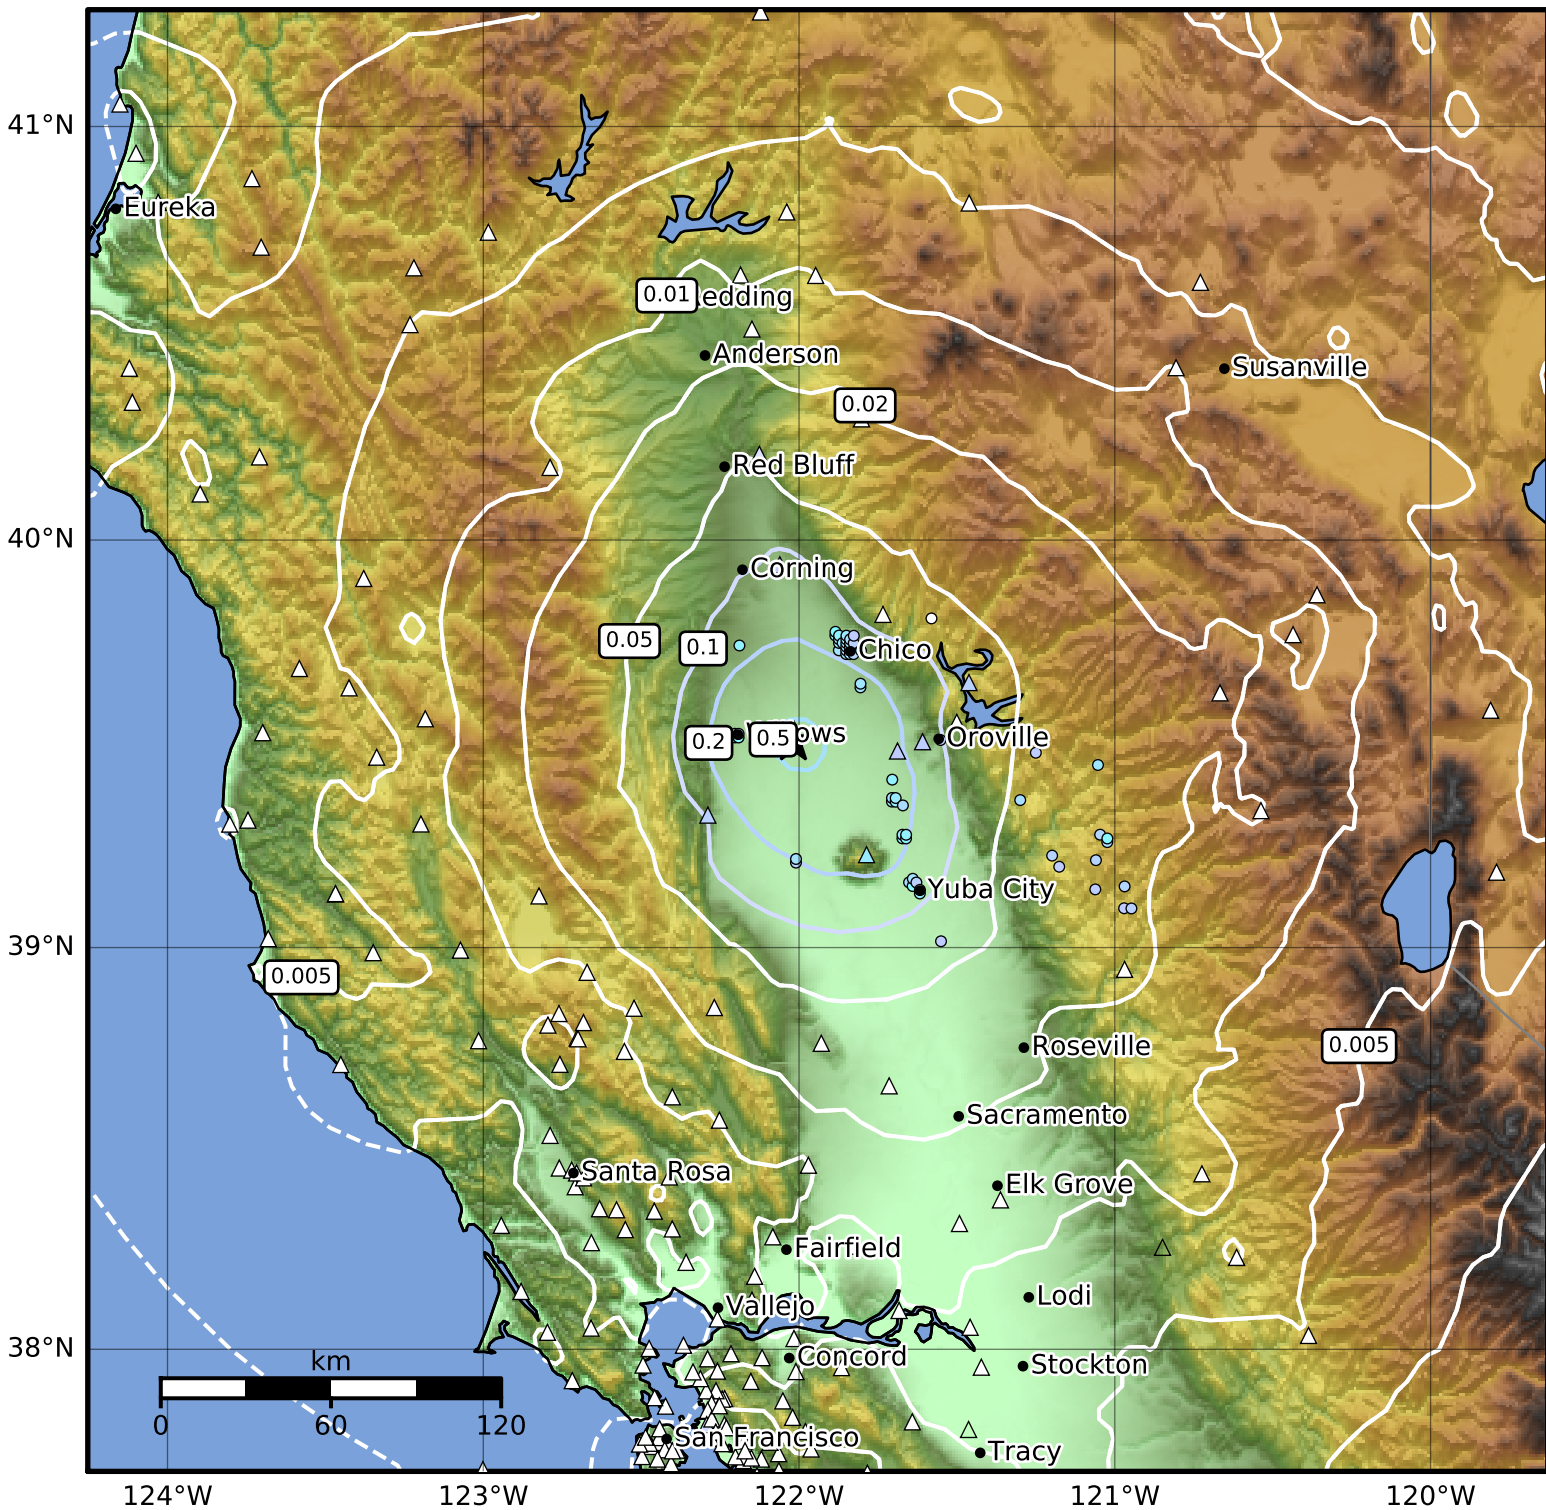 41°N
Eureka
0.01
edding
Anderson
Susanville
0.02
Red Bluff
40°N
Corning
0.05
0.1
Chico
0.2
0.5
ows
Oroville
Yuba City
39°N
0.005
Roseville
0.005
Sacramento
Santa Rosa
Elk Grove
Fairfield
Lodi
Vallejo
38°N
km
Concord
Stockton
0
60
120
San Francisco
Tracy
124°W
123°W
122°W
121°W
120°W